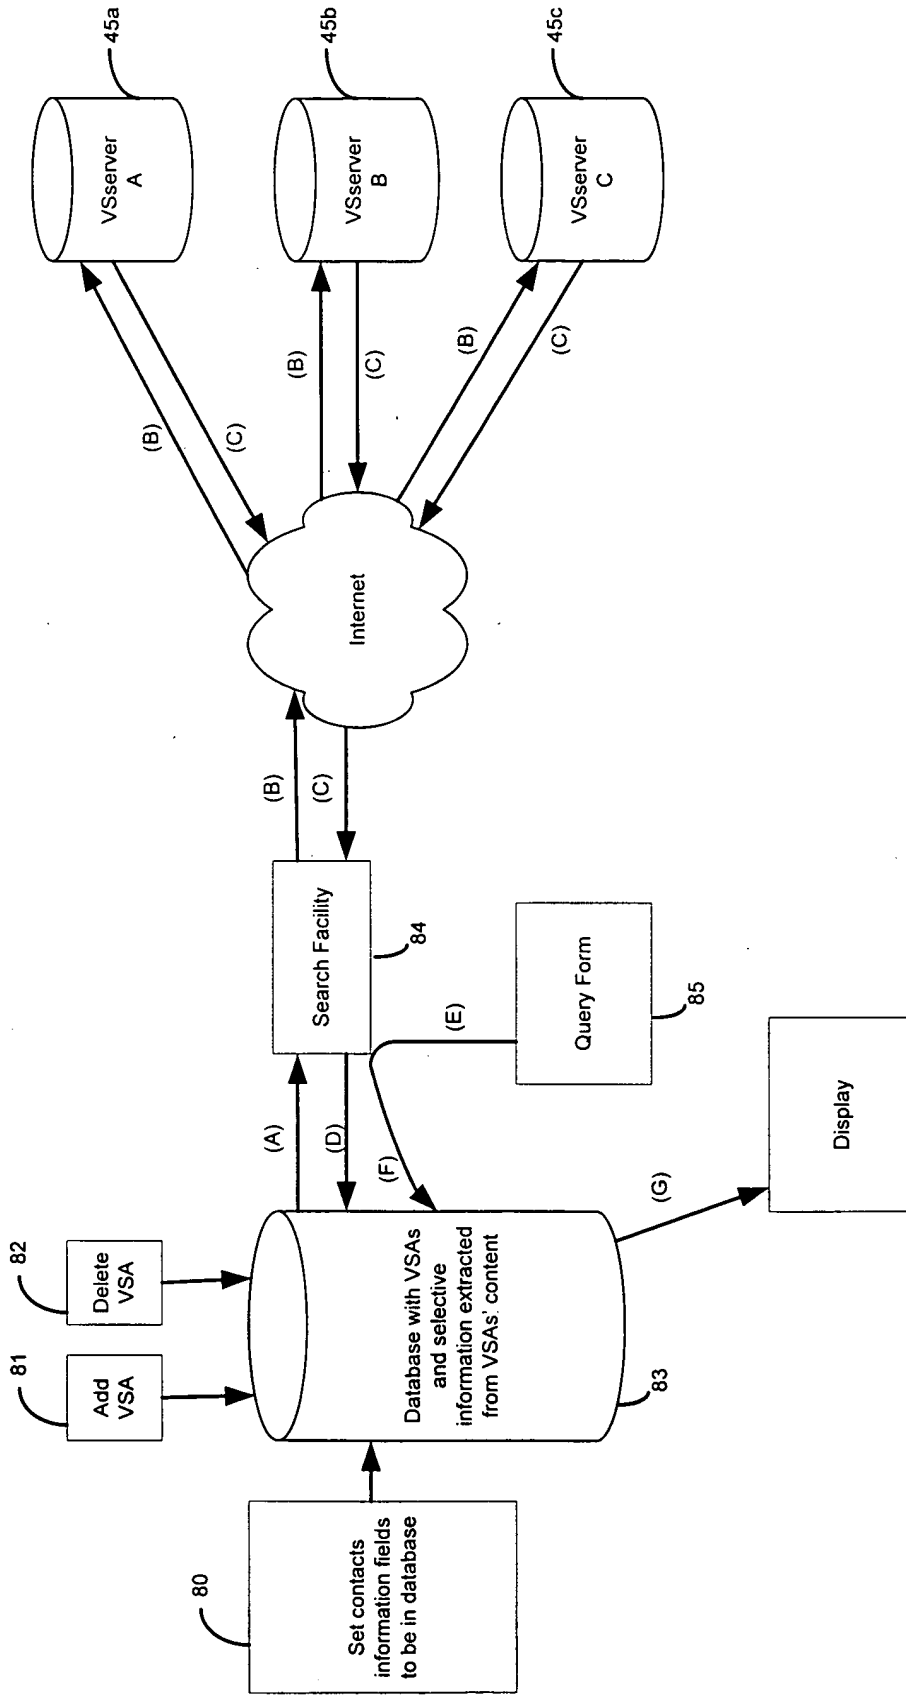 80
Set contacts
information fields
to be in database
81
Add
VSA
82
Delete
VSA
Database with VSAs
and selective
information extracted
from VSAs' content
83
(A)
(D)
(F)
(E)
(G)
Display
Search Facility
84
Query Form
85
(B)
(C)
Internet
(B)
(C)
(B)
(C)
(B)
(C)
VSserver
A
45a
VSserver
B
45b
VSserver
C
45c